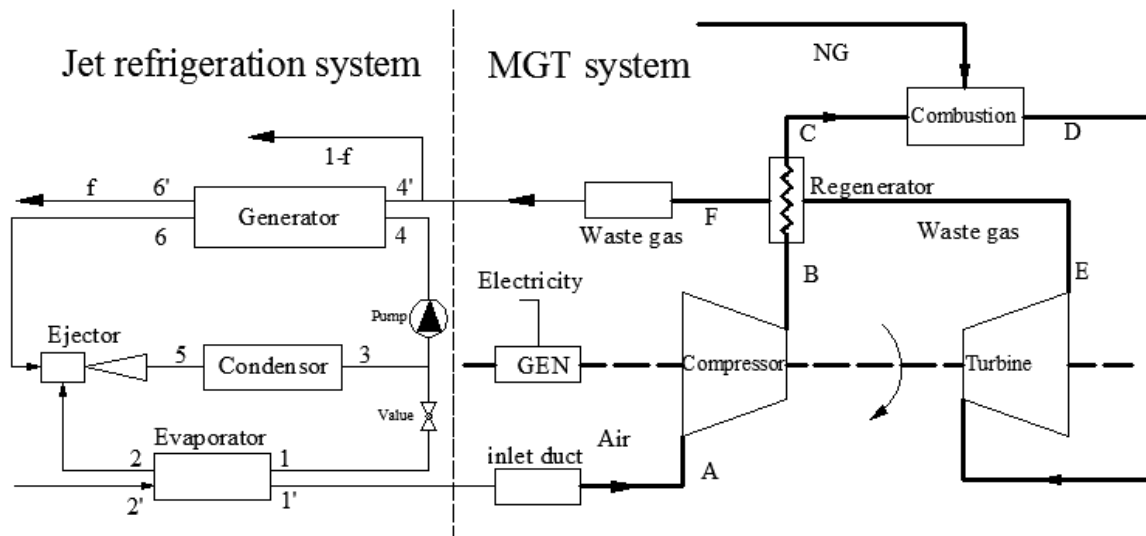 Jet refrigeration system
MGT system
NG
Combustion
C
D
1-f
f
6'
4'
Generator
6
4
Waste gas
F
Regenerator
Waste gas
B
E
Electricity
Pump
Ejector
5
Condensor
3
GEN
Compressor
Turbine
Value
Evaporator
2
1
2'
1'
inlet duct
Air
A